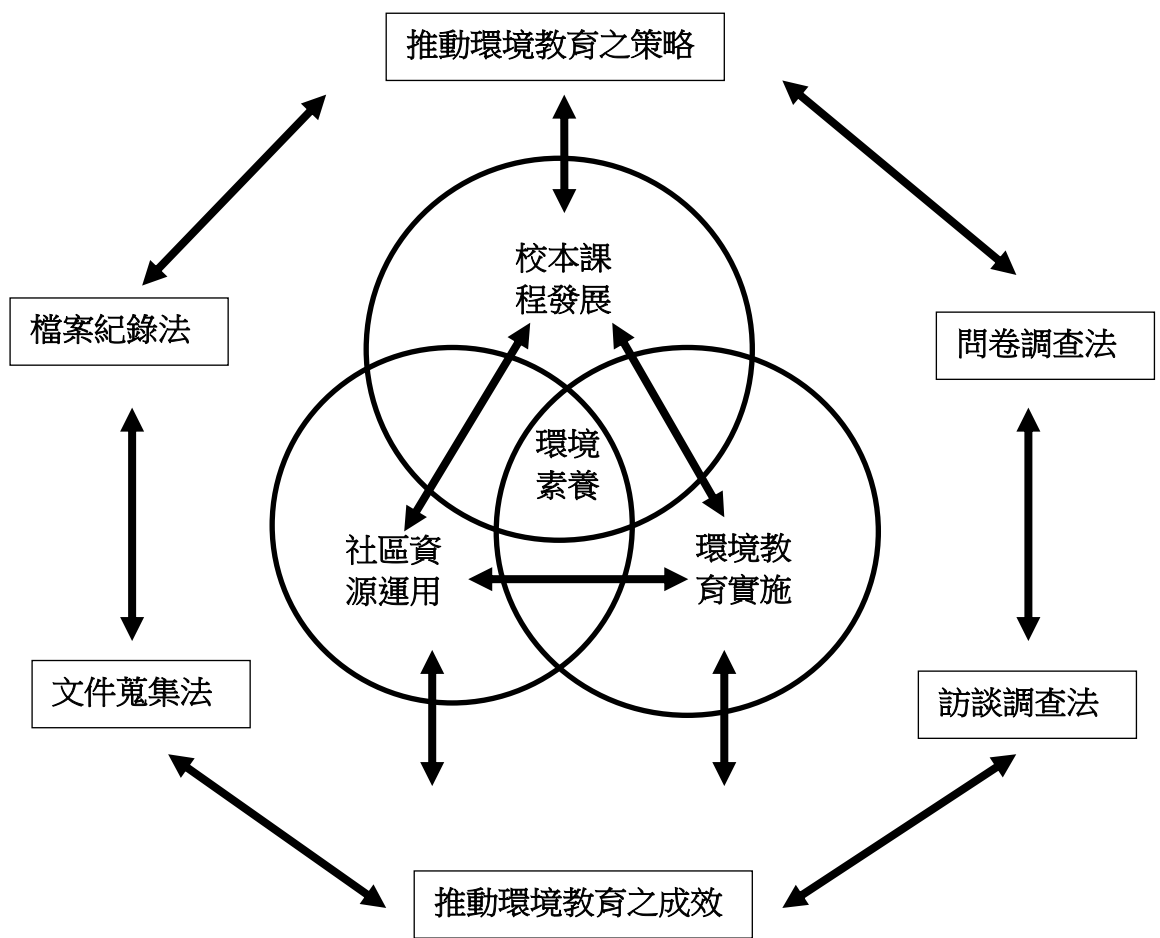 推動環境教育之策略
校本課
程發展
檔案紀錄法
問卷調查法
環境
素養
社區資
源運用
環境教
育實施
文件蒐集法
訪談調查法
推動環境教育之成效